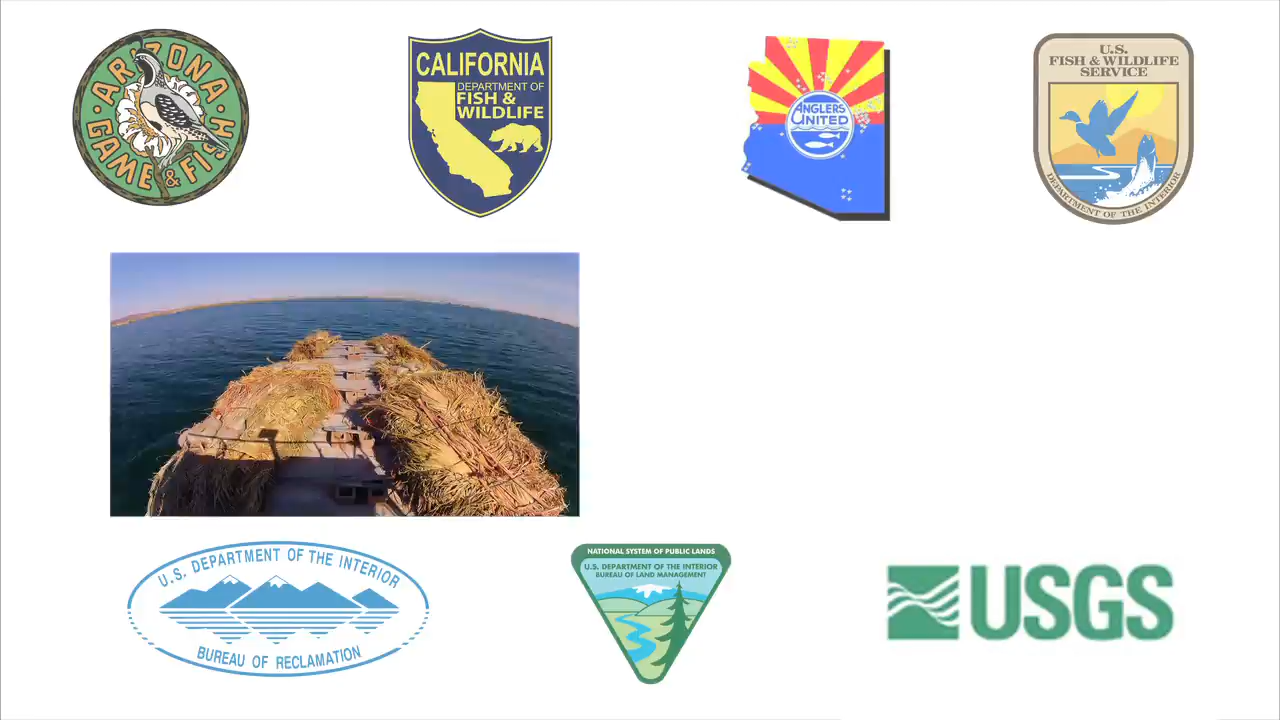 ARIZONA
GAME & FISH
CALIFORNIA
DEPARTMENT OF
FISH &
WILDLIFE
ANGLERS
UNITED
U.S.
FISH & WILDLIFE
SERVICE
DEPARTMENT OF THE INTERIOR
U.S. DEPARTMENT OF THE INTERIOR
BUREAU OF RECLAMATION
NATIONAL SYSTEM OF PUBLIC LANDS
U.S. DEPARTMENT OF THE INTERIOR
BUREAU OF LAND MANAGEMENT
USGS